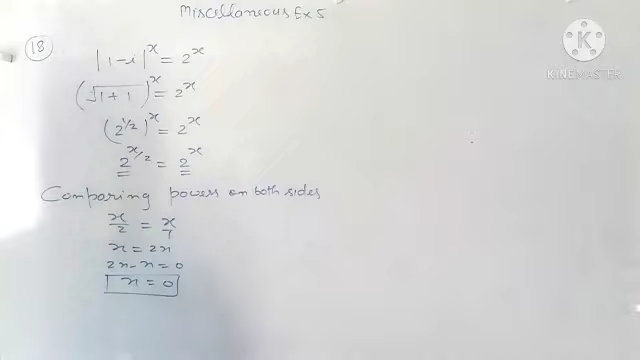 Miscellaneous Ex 5
18
|1-i|^x = 2^x
(√1+1)^x = 2^x
(2^1/2)^x = 2^x
2^x/2 = 2^x
Comparing powers on both sides
x/2 = x/1
x = 2x
2x - x = 0
x = 0
KINEMASTER